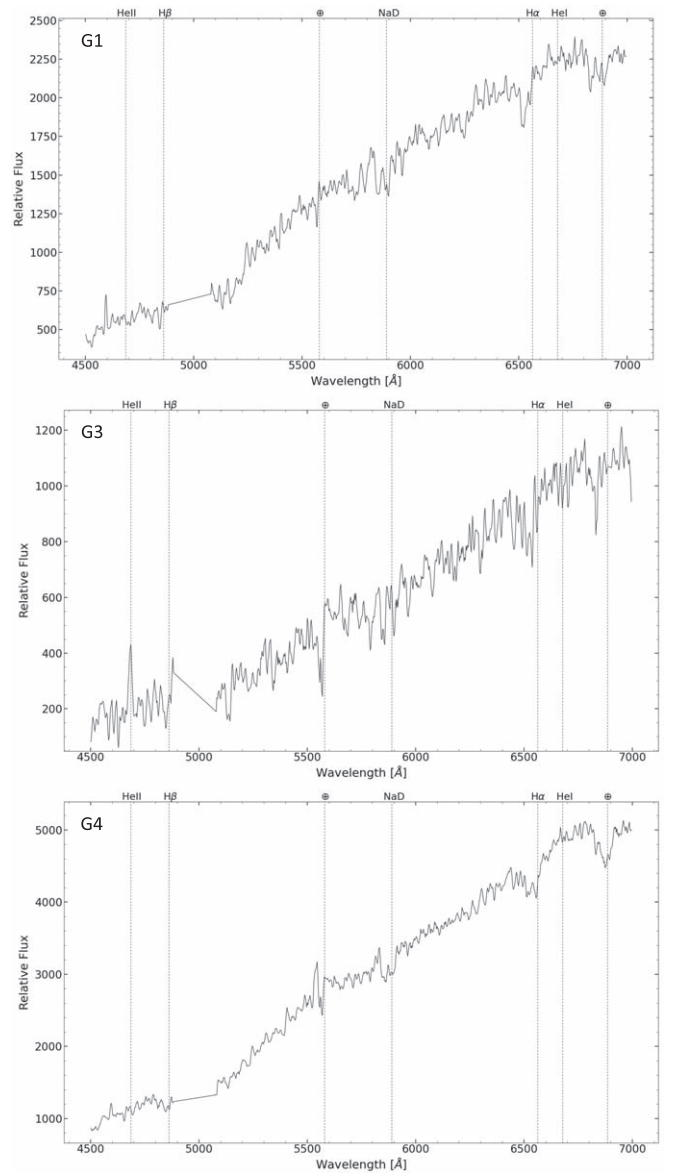 HeII Hβ ⊕ NaD Hα HeI ⊕
G1
2500
2250
2000
1750
1500
1250
1000
750
500
Relative Flux
4500 5000 5500 6000 6500 7000
Wavelength [Å]
HeII Hβ ⊕ NaD Hα HeI ⊕
G3
1200
1000
800
600
400
200
Relative Flux
4500 5000 5500 6000 6500 7000
Wavelength [Å]
HeII Hβ ⊕ NaD Hα HeI ⊕
G4
5000
4000
3000
2000
1000
Relative Flux
4500 5000 5500 6000 6500 7000
Wavelength [Å]